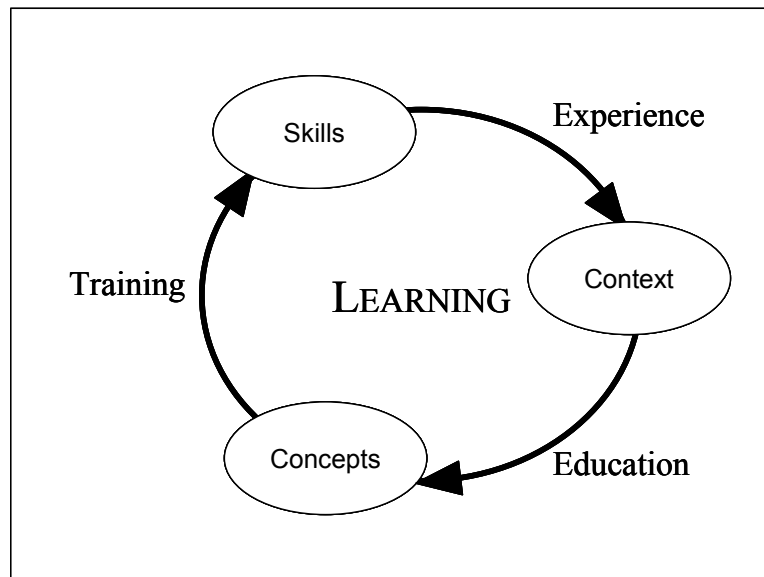 Skills
Experience
Context
Training
LEARNING
Concepts
Education